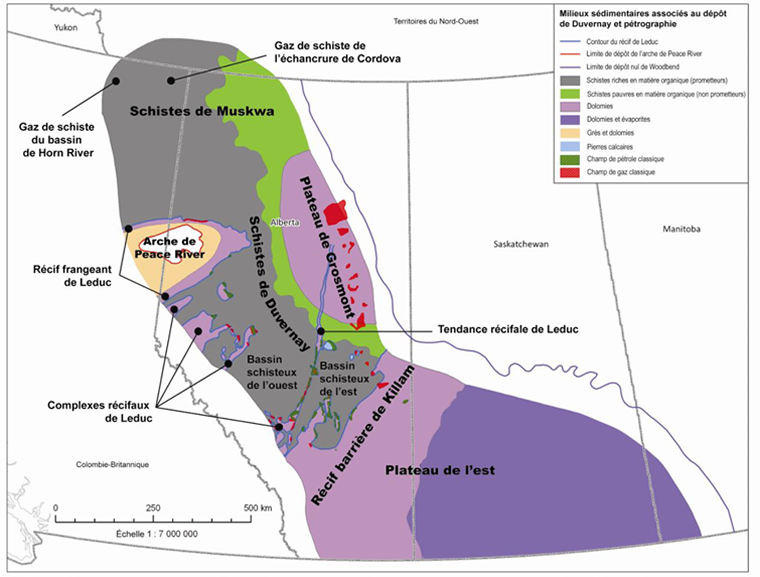 Milieux sédimentaires associés au dépôt
de Duvernay et pétrographie
Contour du récif de Leduc
Limite de dépôt de l'arche de Peace River
Limite de dépôt nul de Woodbend
Schistes riches en matière organique (prometteurs)
Schistes pauvres en matière organique (non prometteurs)
Dolomies
Dolomies et évaporites
Grès et dolomies
Pierres calcaires
Champ de pétrole classique
Champ de gaz classique
Yukon
Territoires du Nord-Ouest
Gaz de schiste de
l'échancrure de Cordova
Schistes de Muskwa
Gaz de schiste
du bassin
de Horn River
Plateau de Grosmont
Alberta
Schistes de Duvernay
Arche de
Peace River
Saskatchewan
Manitoba
Récif frangeant
de Leduc
Tendance récifale de Leduc
Bassin
schisteux
de l'ouest
Bassin
schisteux
de l'est
Complexes récifaux
de Leduc
Récif barrière de Killam
Plateau de l'est
Colombie-Britannique
0 250 500 km
Échelle 1 : 7 000 000